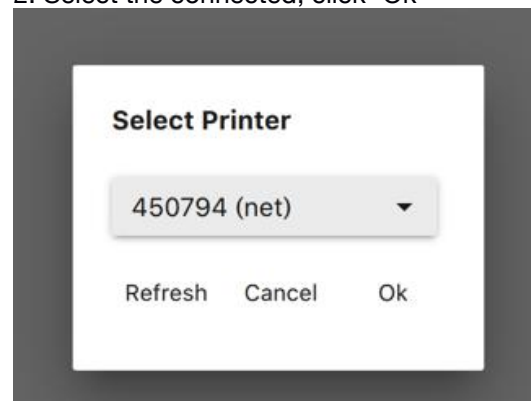 2. Select the connected, click "Ok"
Select Printer
450794 (net)
Refresh Cancel Ok